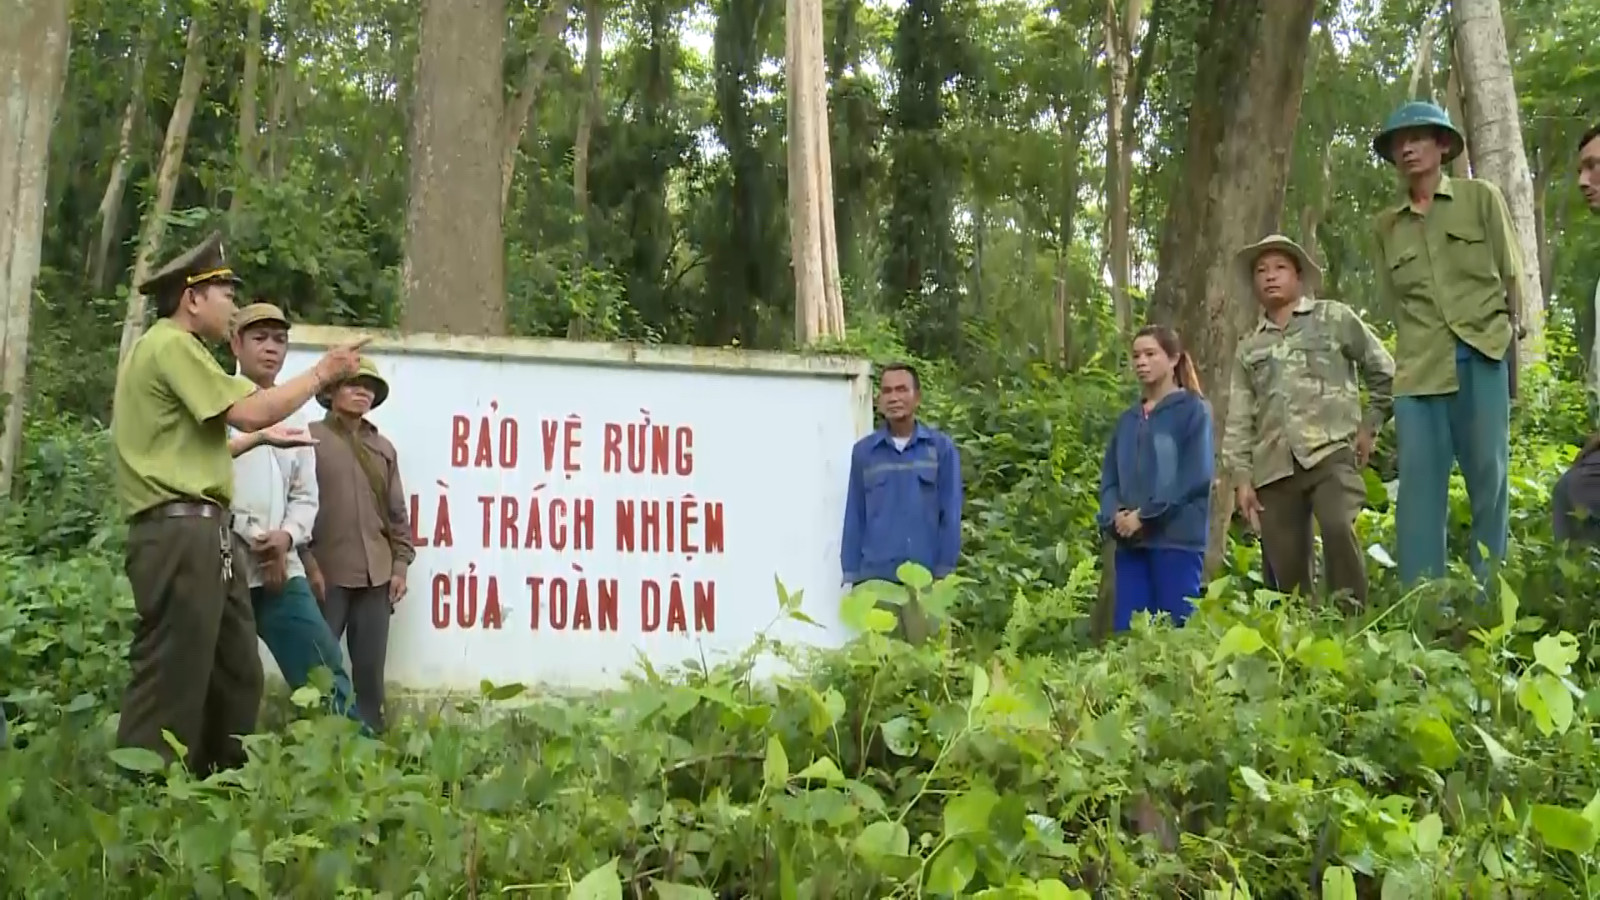 BẢO VỆ RỪNG
LÀ TRÁCH NHIỆM
CỦA TOÀN DÂN